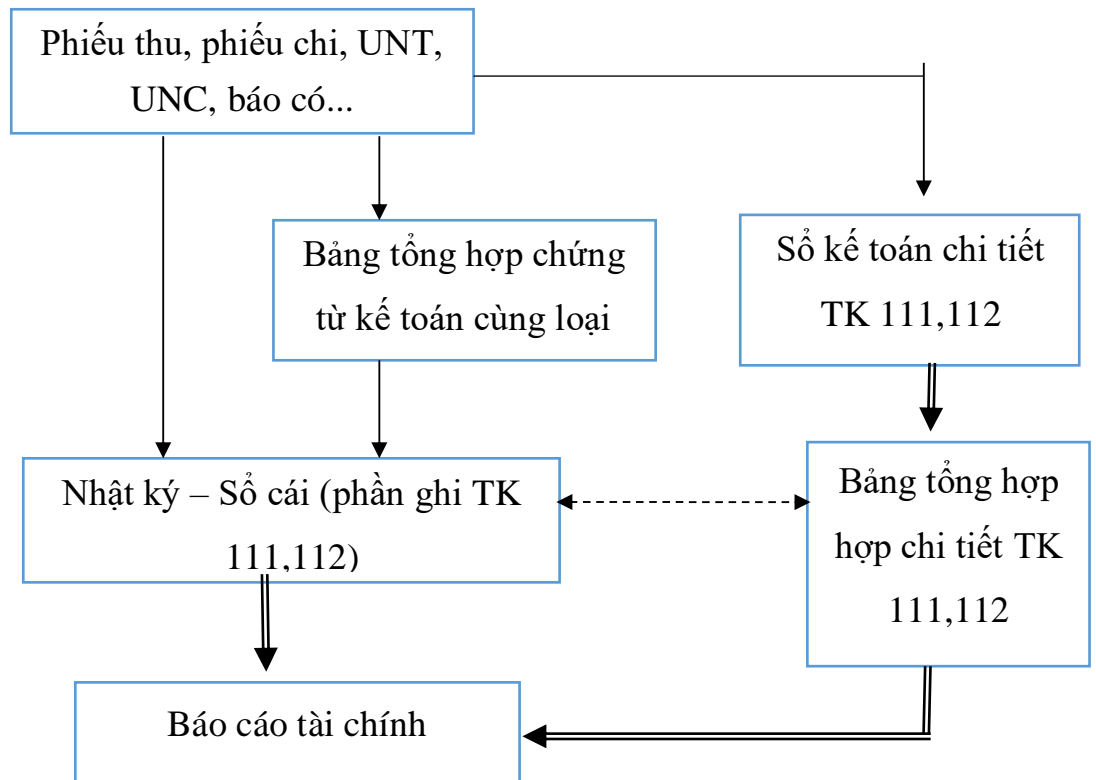 Phiếu thu, phiếu chi, UNT,
UNC, báo có...
Bảng tổng hợp chứng
từ kế toán cùng loại
Sổ kế toán chi tiết
TK 111,112
Nhật ký – Sổ cái (phần ghi TK
111,112)
Bảng tổng hợp
hợp chi tiết TK
111,112
Báo cáo tài chính